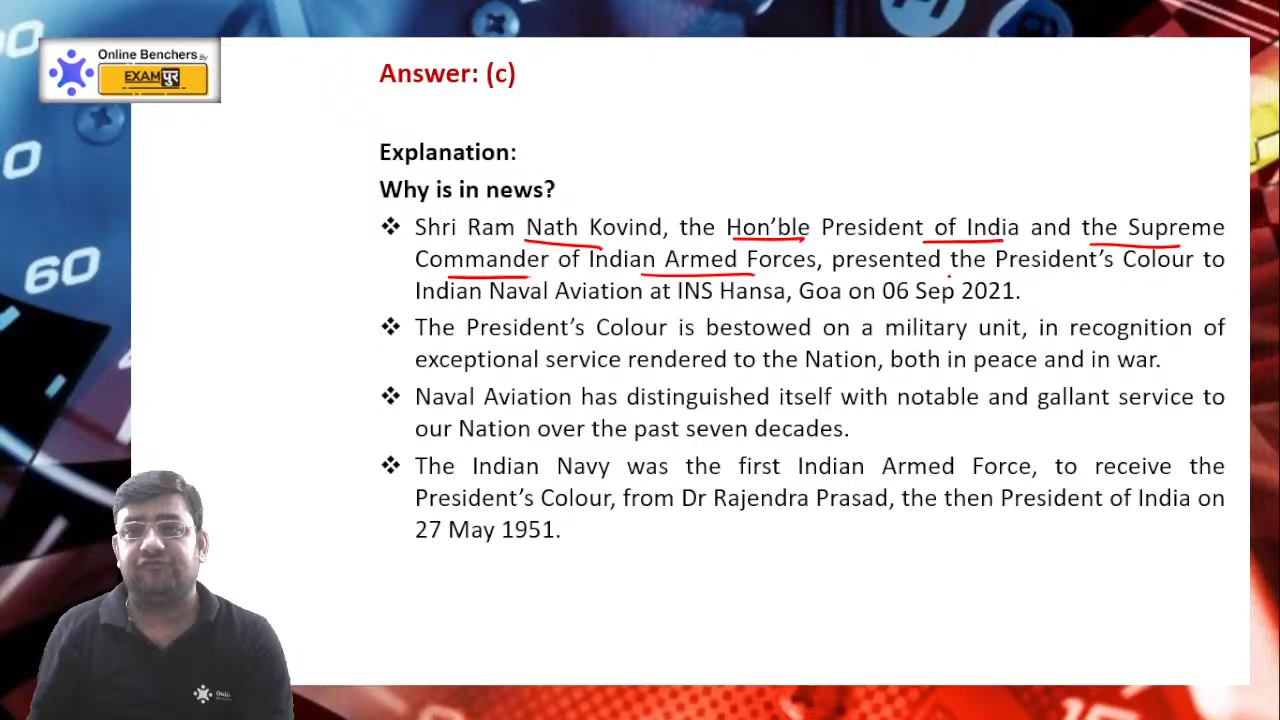 Online Benchers By
EXAMपुर
Answer: (c)
Explanation:
Why is in news?
❖ Shri Ram Nath Kovind, the Hon'ble President of India and the Supreme
Commander of Indian Armed Forces, presented the President's Colour to
Indian Naval Aviation at INS Hansa, Goa on 06 Sep 2021.
❖ The President's Colour is bestowed on a military unit, in recognition of
exceptional service rendered to the Nation, both in peace and in war.
❖ Naval Aviation has distinguished itself with notable and gallant service to
our Nation over the past seven decades.
❖ The Indian Navy was the first Indian Armed Force, to receive the
President's Colour, from Dr Rajendra Prasad, the then President of India on
27 May 1951.
60